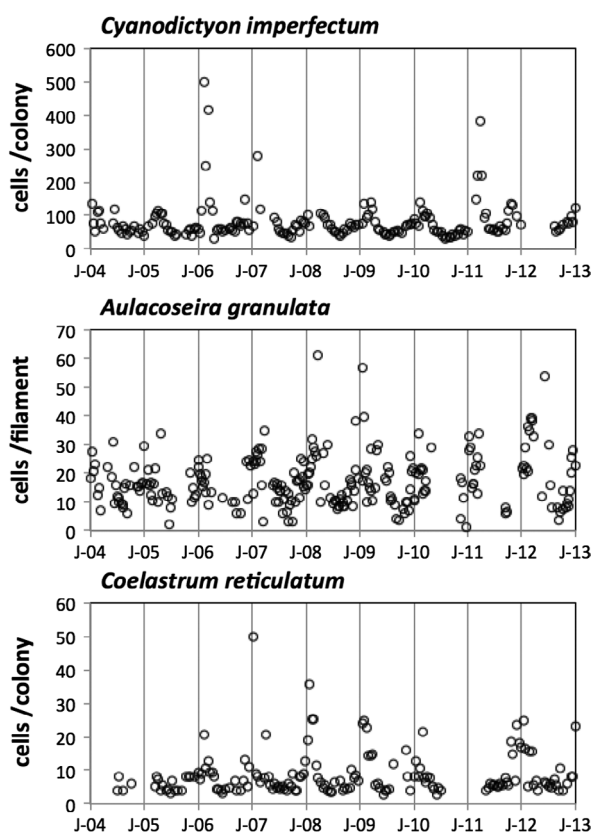 Cyanodictyon imperfectum
cells /colony
600
500
400
300
200
100
0
J-04 J-05 J-06 J-07 J-08 J-09 J-10 J-11 J-12 J-13
Aulacoseira granulata
cells /filament
70
60
50
40
30
20
10
0
J-04 J-05 J-06 J-07 J-08 J-09 J-10 J-11 J-12 J-13
Coelastrum reticulatum
cells /colony
60
50
40
30
20
10
0
J-04 J-05 J-06 J-07 J-08 J-09 J-10 J-11 J-12 J-13